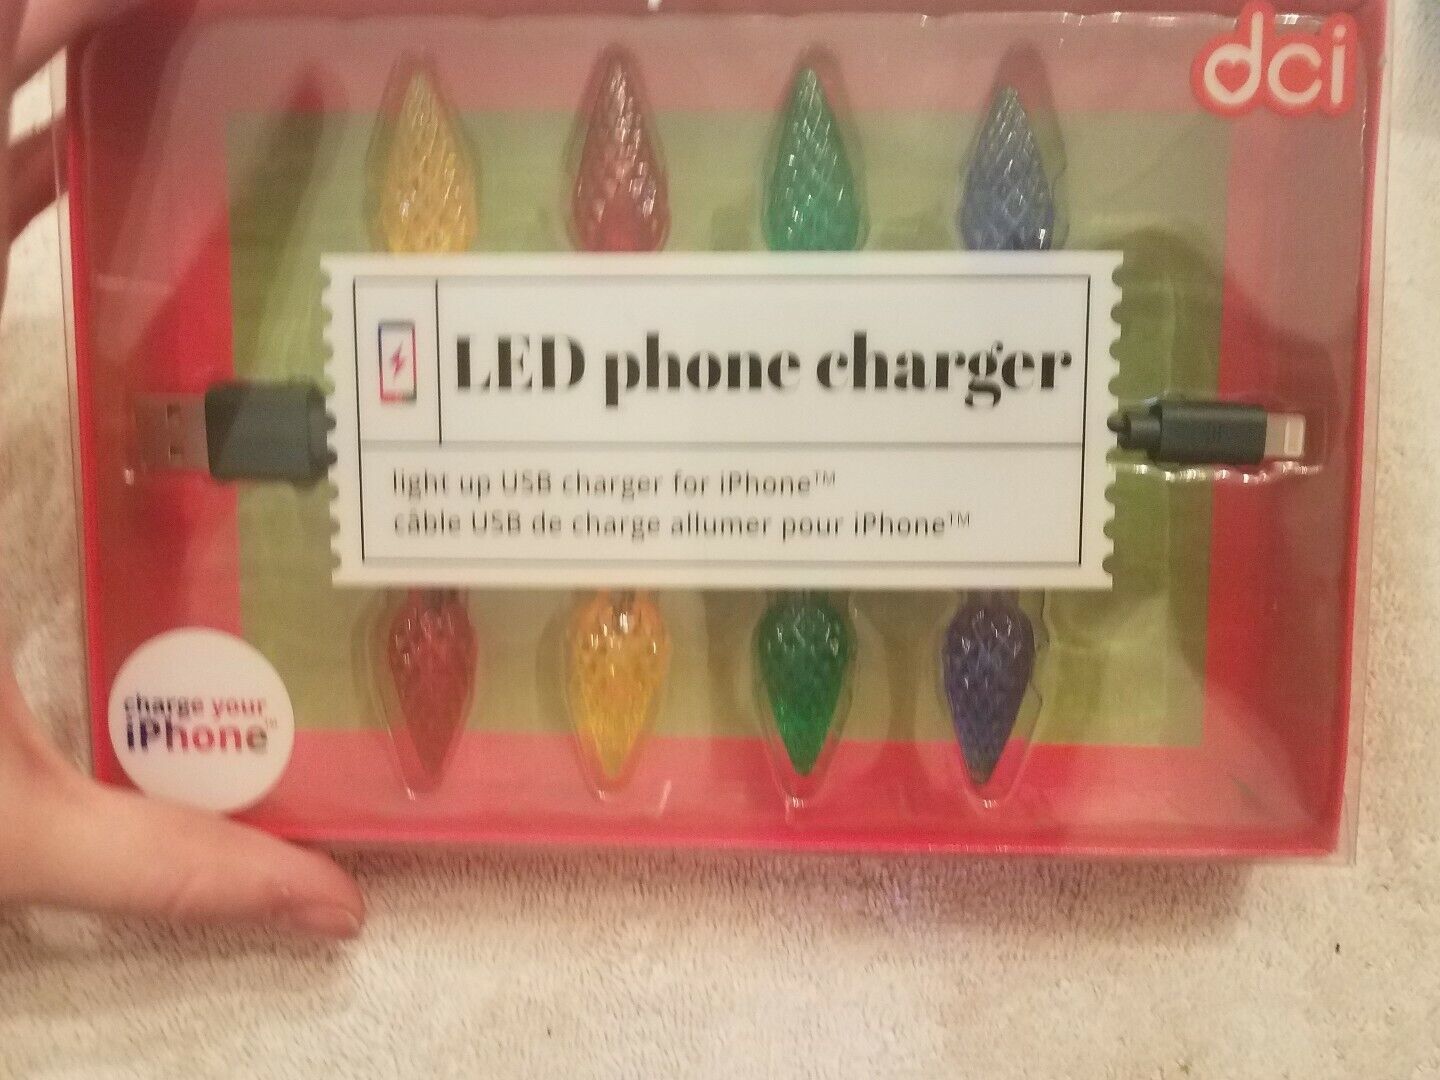 dci
LED phone charger
light up USB charger for iPhone™
câble USB de charge allumer pour iPhone™
charge your
iPhone™